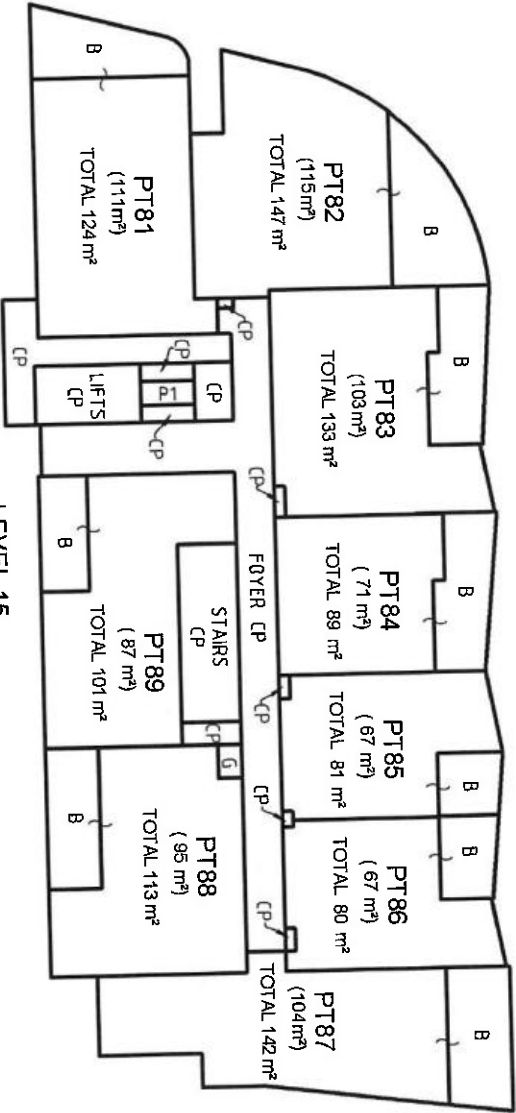 B
PT81
(111m²)
TOTAL 124 m²
PT82
(115m²)
TOTAL 147 m²
B
CP
CP
LIFTS
CP
CP
P1
CP
CP
B
PT83
(103 m²)
TOTAL 133 m²
CP
B
PT84
( 71 m²)
TOTAL 89 m²
FOYER CP
STAIRS
CP
B
PT89
( 87 m²)
TOTAL 101 m²
CP
B
PT85
( 67 m²)
TOTAL 81 m²
CP
G
CP
B
PT86
( 67 m²)
TOTAL 80 m²
B
PT88
( 95 m²)
TOTAL 113 m²
CP
PT87
(104m²)
TOTAL 142 m²
B